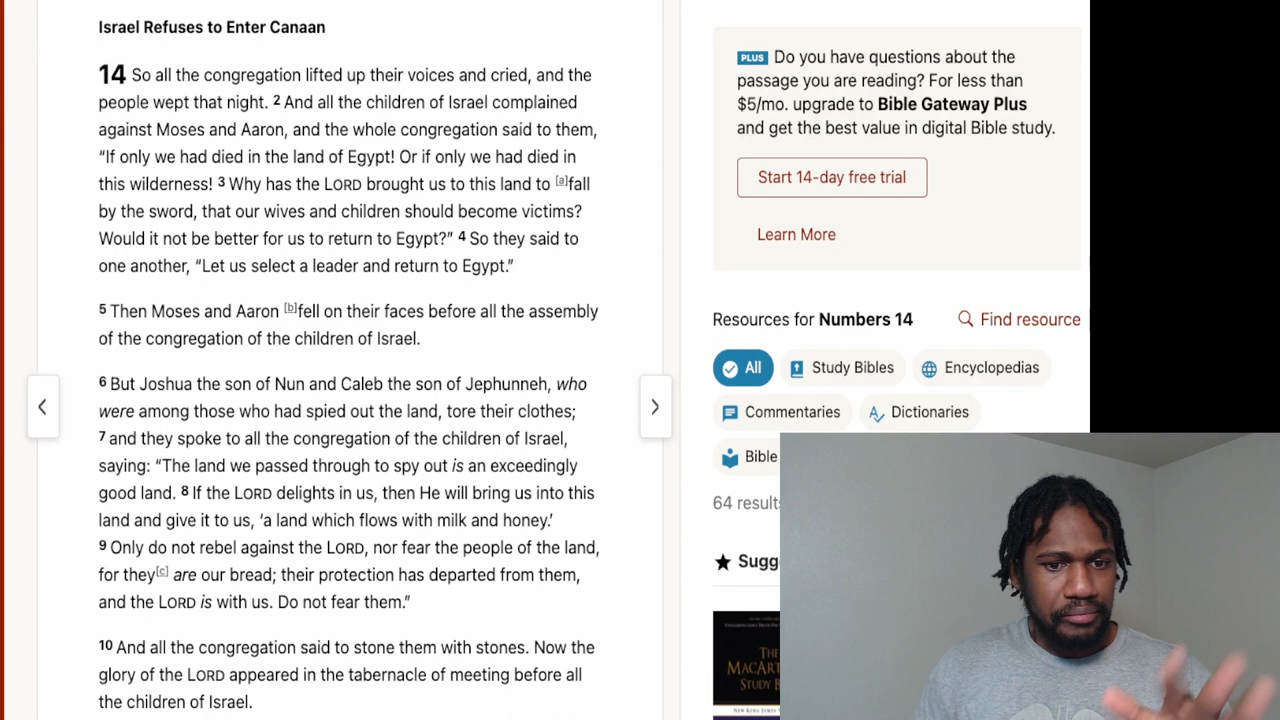 Israel Refuses to Enter Canaan
14 So all the congregation lifted up their voices and cried, and the
people wept that night. 2 And all the children of Israel complained
against Moses and Aaron, and the whole congregation said to them,
“If only we had died in the land of Egypt! Or if only we had died in
this wilderness! 3 Why has the LORD brought us to this land to [a]fall
by the sword, that our wives and children should become victims?
Would it not be better for us to return to Egypt?” 4 So they said to
one another, “Let us select a leader and return to Egypt.”
5 Then Moses and Aaron [b]fell on their faces before all the assembly
of the congregation of the children of Israel.
6 But Joshua the son of Nun and Caleb the son of Jephunneh, who
were among those who had spied out the land, tore their clothes;
7 and they spoke to all the congregation of the children of Israel,
saying: “The land we passed through to spy out is an exceedingly
good land. 8 If the LORD delights in us, then He will bring us into this
land and give it to us, ‘a land which flows with milk and honey.’
9 Only do not rebel against the LORD, nor fear the people of the land,
for they[c] are our bread; their protection has departed from them,
and the LORD is with us. Do not fear them.”
10 And all the congregation said to stone them with stones. Now the
glory of the LORD appeared in the tabernacle of meeting before all
the children of Israel.
PLUS Do you have questions about the
passage you are reading? For less than
$5/mo. upgrade to Bible Gateway Plus
and get the best value in digital Bible study.
Start 14-day free trial
Learn More
Resources for Numbers 14 Find resource
All Study Bibles Encyclopedias
Commentaries Dictionaries
Bible
64 results
Sugg
THE
MACART
STUDY B